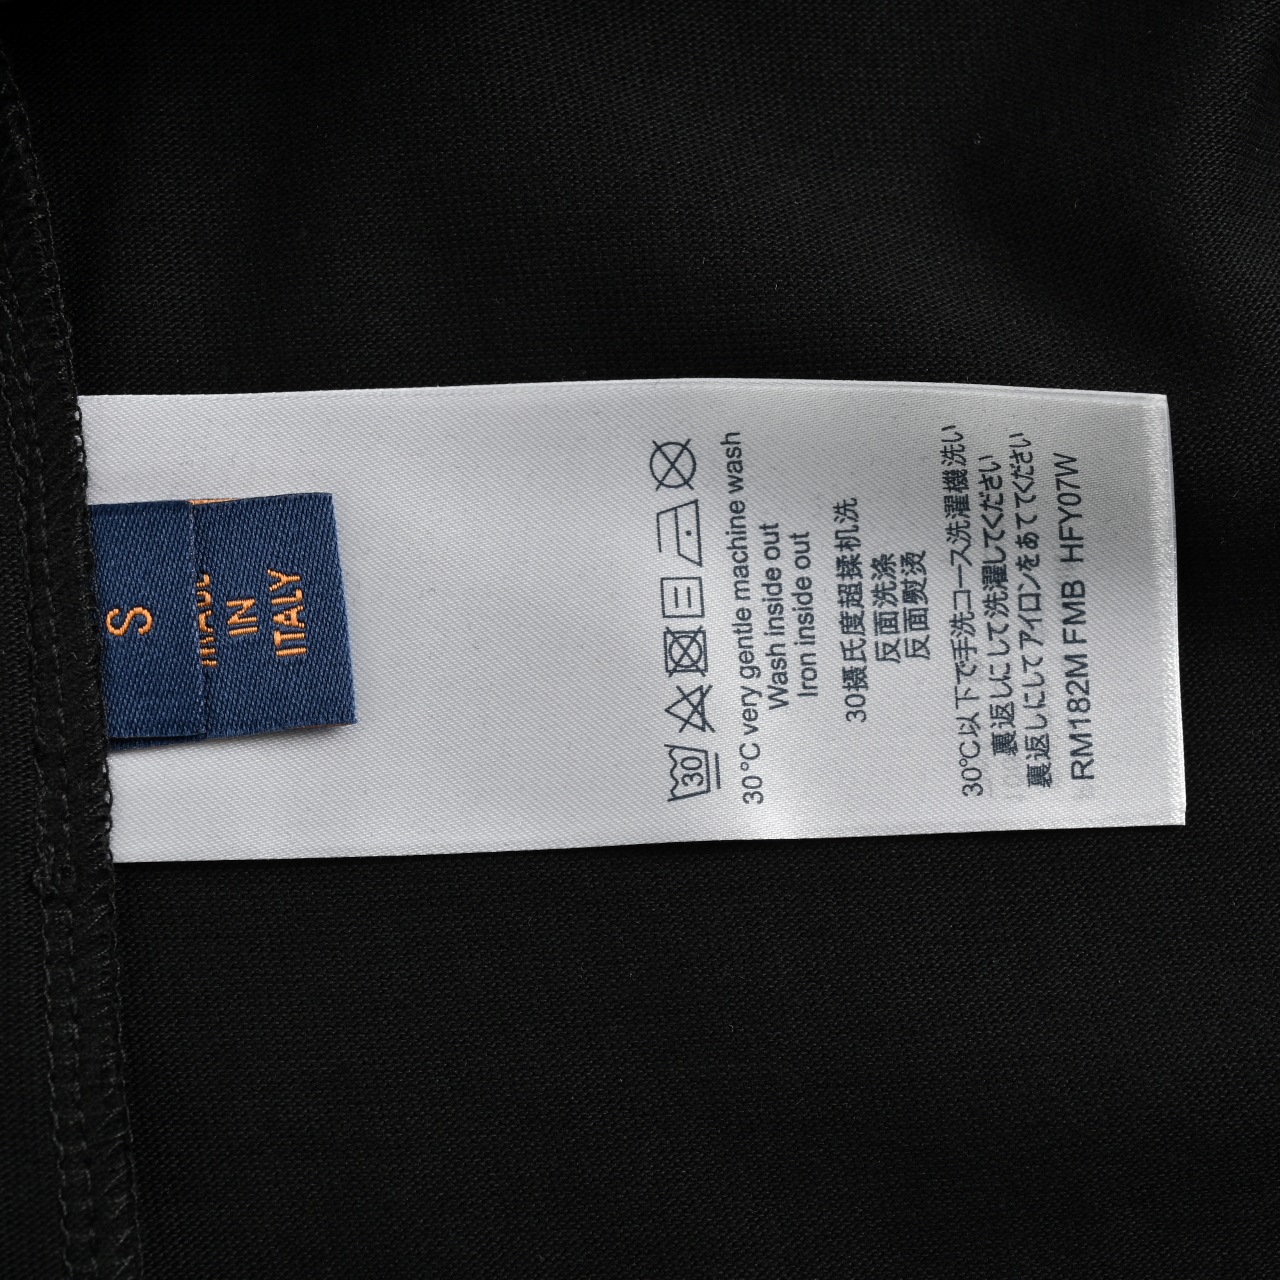 S
MADE
IN
ITALY
30
30°C very gentle machine wash
Wash inside out
Iron inside out
30摄氏度超揉机洗
反面洗涤
反面熨烫
30℃以下で手洗コース洗濯機洗い
裏返しにして洗濯してください
裏返しにしてアイロンをあててください
RM182M FMB HFY07W